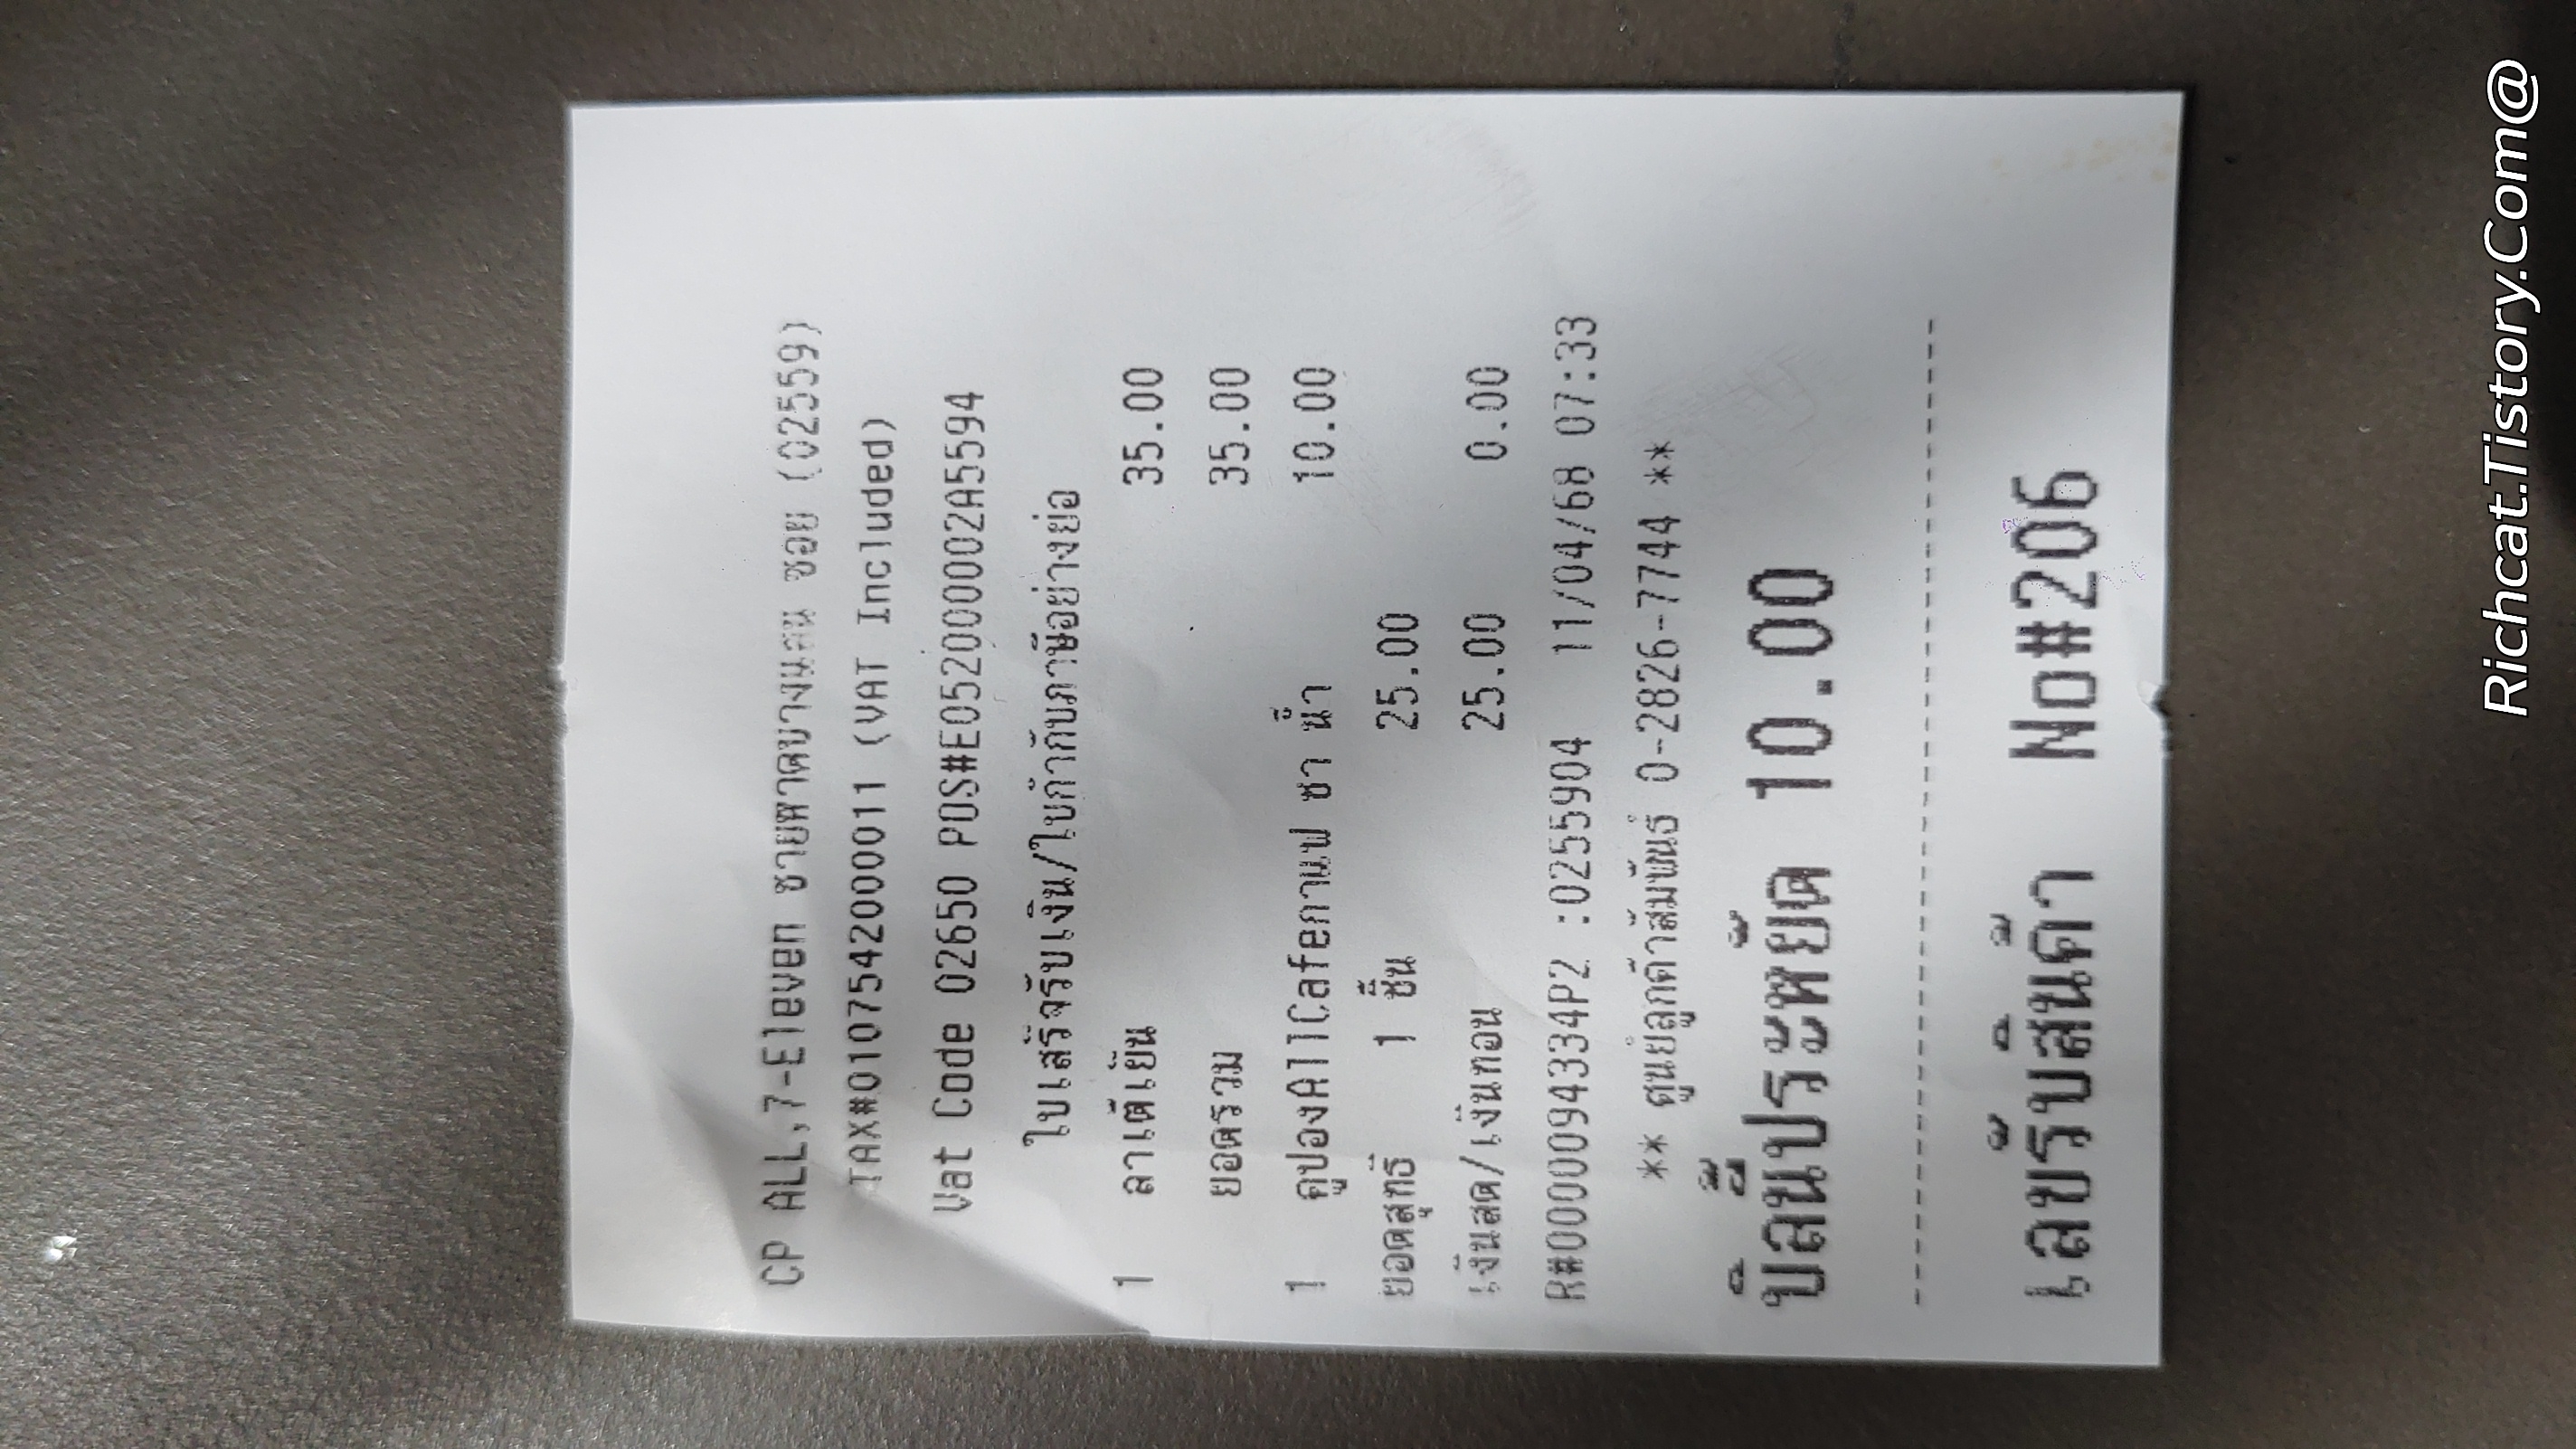 CP ALL,7-Eleven ชายหาดบางแสน ซอย (02559)
TAX#0107542000011 (VAT Included)
Vat Code 02650 POS#E052000002A5594
ใบเสร็จรับเงิน/ใบกำกับภาษีอย่างย่อ
1 ลาเต้เย็น 35.00
ยอดรวม 35.00
1 คูปองAllCafeกาแฟ ชา น้ำ 10.00
ยอดสุทธิ 1 ชิ้น 25.00
เงินสด/เงินทอน 25.00 0.00
R#0000943334P2 :0255904 11/04/68 07:33
** ศูนย์ลูกค้าสัมพันธ์ 0-2826-7744 **
บิลนี้ประหยัด 10.00
เลขรับสินค้า No#206
Richcat.Tistory.Com@